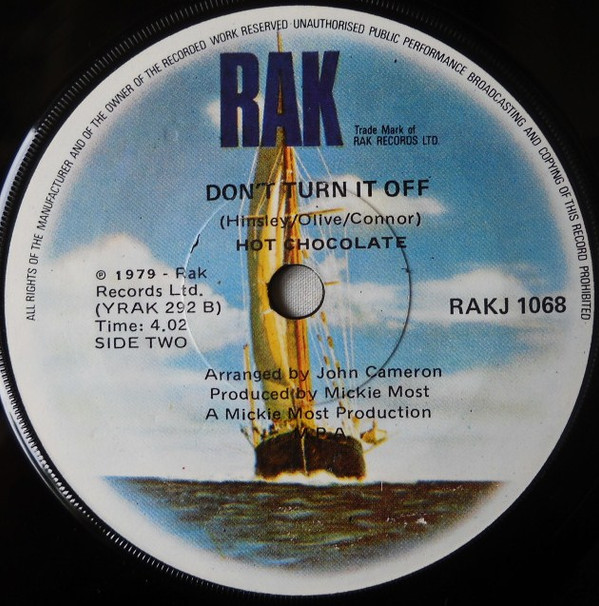 ALL RIGHTS OF THE MANUFACTURER AND OF THE OWNER OF THE RECORDED WORK RESERVED UNAUTHORISED PUBLIC PERFORMANCE BROADCASTING AND COPYING OF THIS RECORD PROHIBITED
RAK
Trade Mark of
RAK RECORDS LTD.
DON'T TURN IT OFF
(Hinsley/Olive/Connor)
HOT CHOCOLATE
℗ 1979 - Rak
Records Ltd.
(YRAK 292 B)
Time: 4.02
SIDE TWO
RAKJ 1068
Arranged by John Cameron
Produced by Mickie Most
A Mickie Most Production
M.P.A.